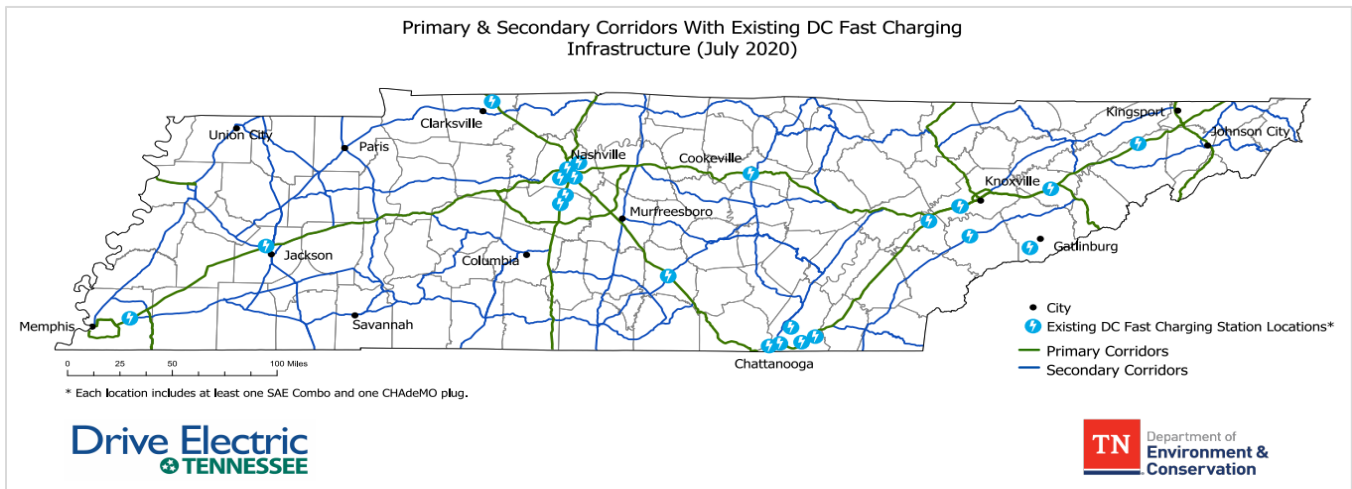 Primary & Secondary Corridors With Existing DC Fast Charging
Infrastructure (July 2020)
Clarksville
Union City
Paris
Nashville
Cookeville
Kingsport
Johnson City
Knoxville
Murfreesboro
Jackson
Columbia
Gatlinburg
Memphis
Savannah
Chattanooga
City
Existing DC Fast Charging Station Locations*
Primary Corridors
Secondary Corridors
0 25 50 100 Miles
* Each location includes at least one SAE Combo and one CHAdeMO plug.
Drive Electric
TENNESSEE
TN
Department of
Environment &
Conservation